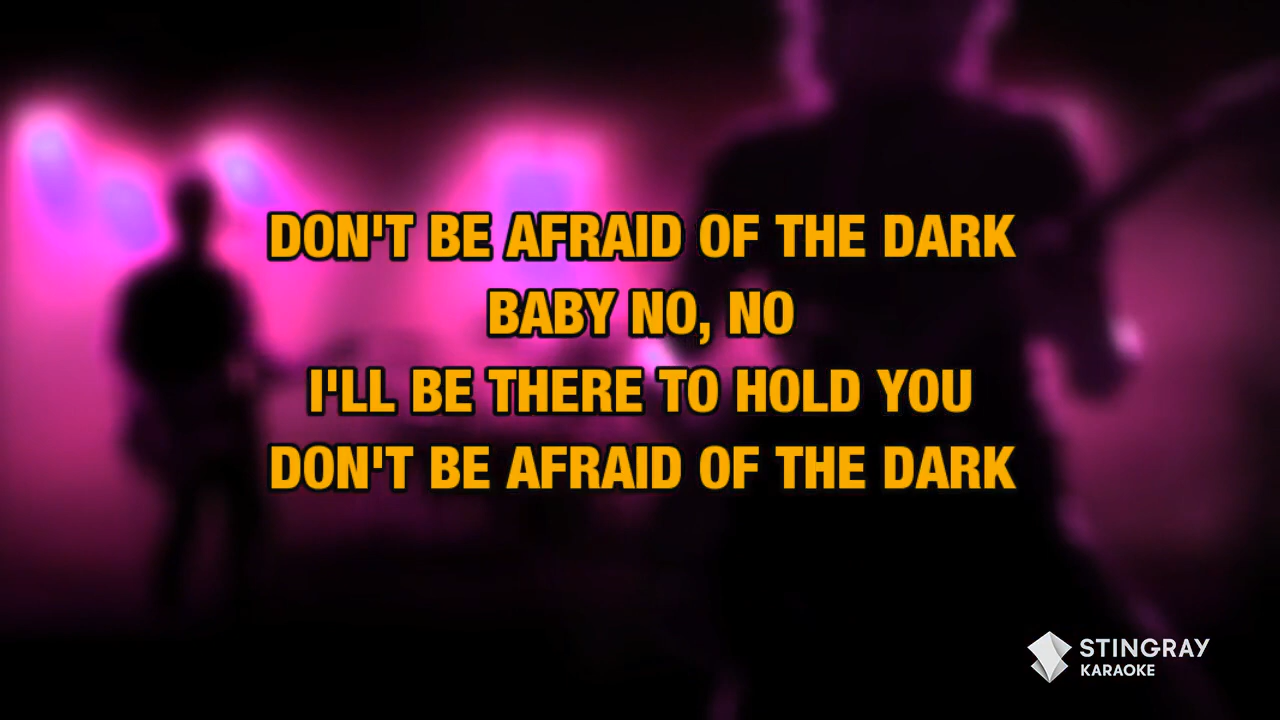 DON'T BE AFRAID OF THE DARK
BABY NO, NO
I'LL BE THERE TO HOLD YOU
DON'T BE AFRAID OF THE DARK
STINGRAY
KARAOKE